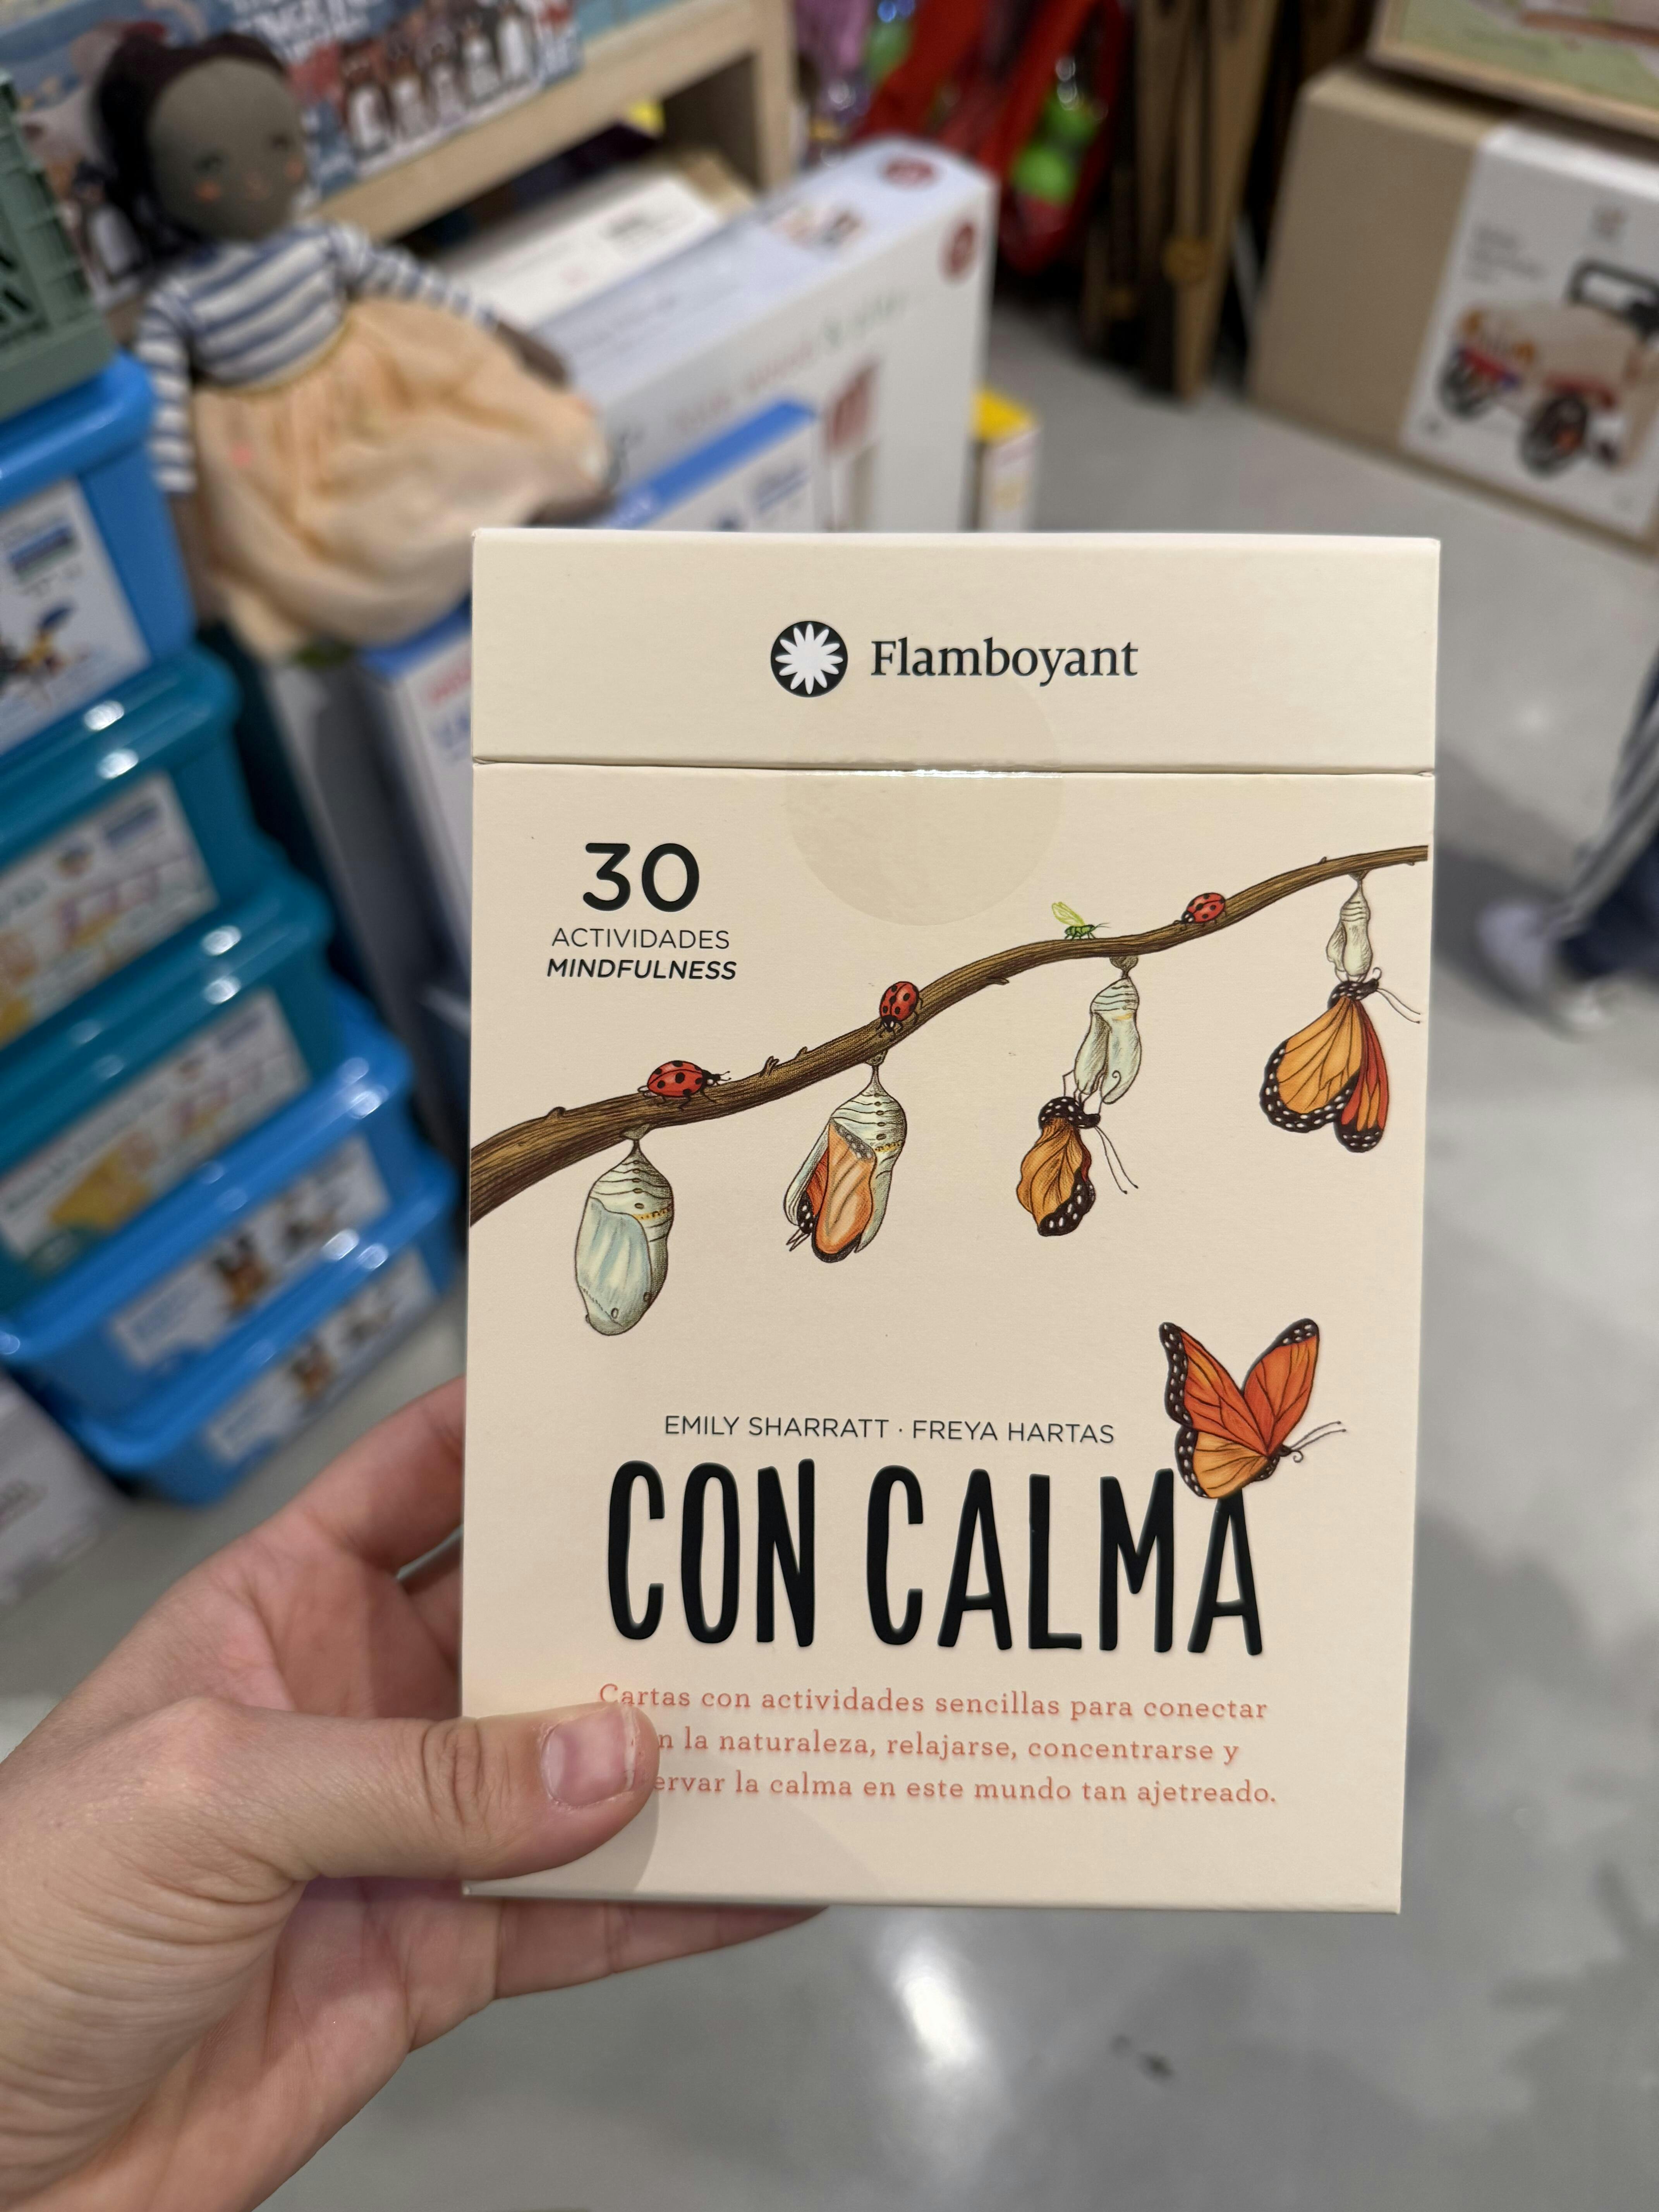 Flamboyant
30
ACTIVIDADES
MINDFULNESS
EMILY SHARRATT · FREYA HARTAS
CON CALMA
Cartas con actividades sencillas para conectar
la naturaleza, relajarse, concentrarse y
la calma en este mundo tan ajetreado.